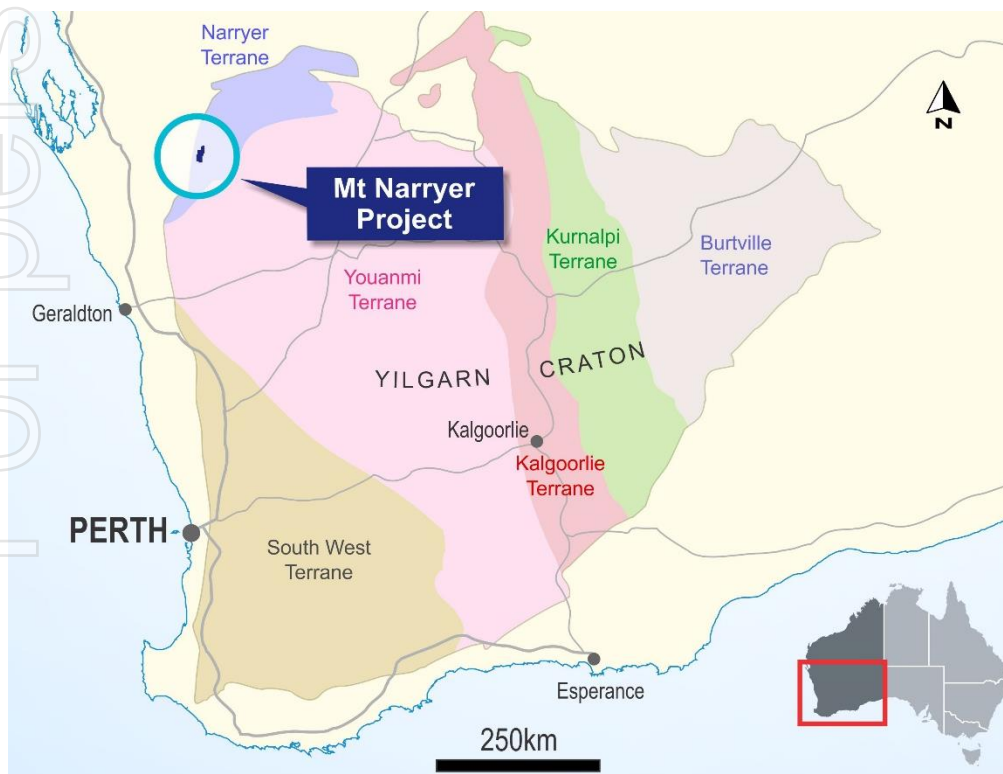 Narryer
Terrane
N
Mt Narryer
Project
Kurnalpi
Terrane
Burtville
Terrane
Youanmi
Terrane
Geraldton
YILGARN
CRATON
Kalgoorlie
Kalgoorlie
Terrane
PERTH
South West
Terrane
Esperance
250km